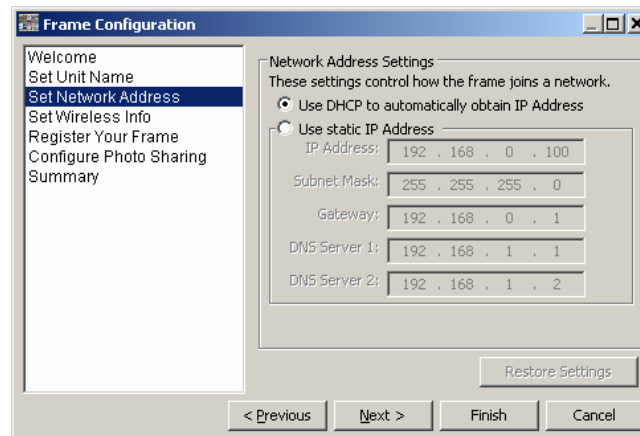 Frame Configuration
Welcome
Set Unit Name
Set Network Address
Set Wireless Info
Register Your Frame
Configure Photo Sharing
Summary
Network Address Settings
These settings control how the frame joins a network.
Use DHCP to automatically obtain IP Address
Use static IP Address
IP Address: 192 . 168 . 0 . 100
Subnet Mask: 255 . 255 . 255 . 0
Gateway: 192 . 168 . 0 . 1
DNS Server 1: 192 . 168 . 1 . 1
DNS Server 2: 192 . 168 . 1 . 2
Restore Settings
< Previous Next > Finish Cancel